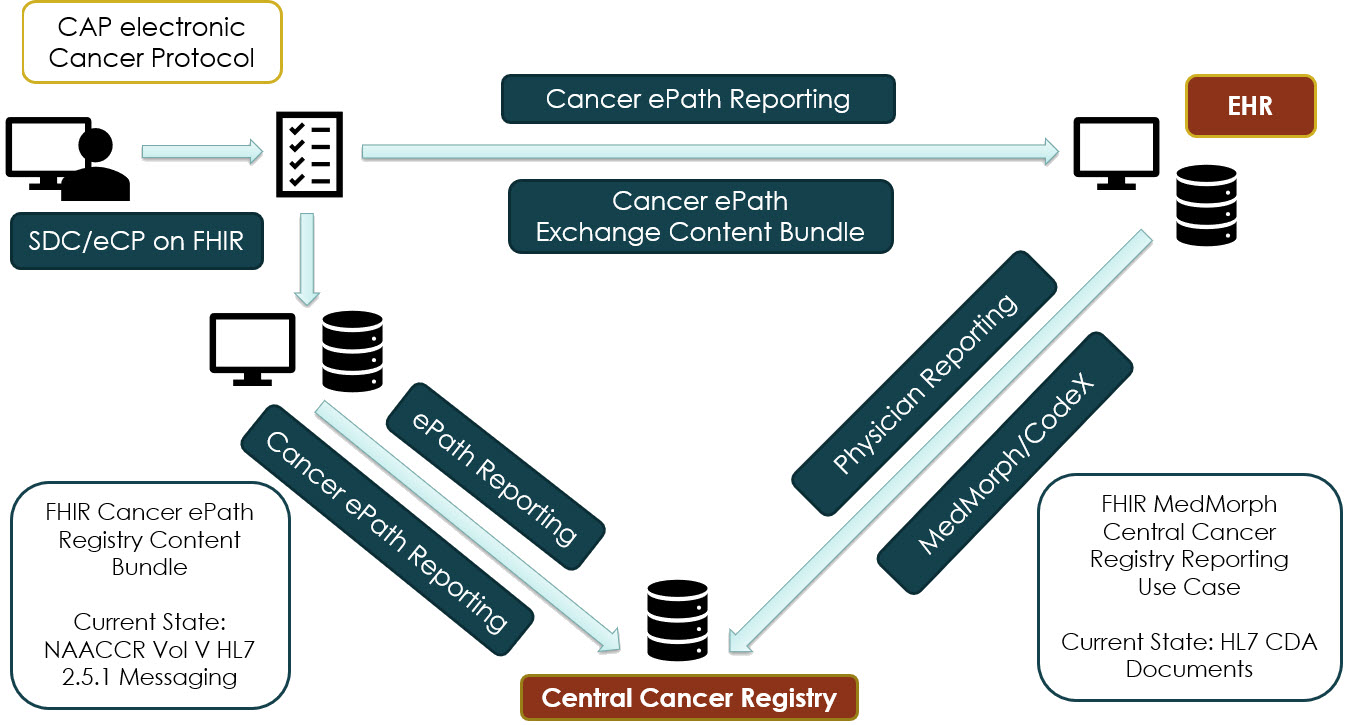 CAP electronic
Cancer Protocol
Cancer ePath Reporting
EHR
SDC/eCP on FHIR
Cancer ePath
Exchange Content Bundle
Physician Reporting
MedMorph/CodeX
ePath Reporting
Cancer ePath Reporting
FHIR Cancer ePath
Registry Content
Bundle
Current State:
NAACCR Vol V HL7
2.5.1 Messaging
FHIR MedMorph
Central Cancer
Registry Reporting
Use Case
Current State: HL7 CDA
Documents
Central Cancer Registry